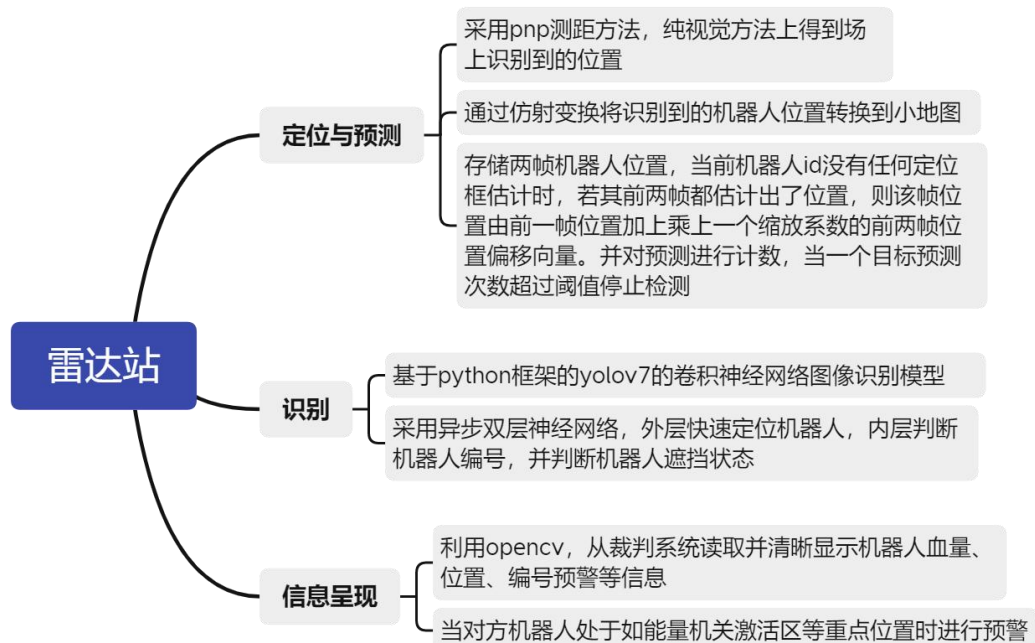 雷达站
定位与预测
采用pnp测距方法，纯视觉方法上得到场
上识别到的位置
通过仿射变换将识别到的机器人位置转换到小地图
存储两帧机器人位置，当前机器人id没有任何定位
框估计时，若其前两帧都估计出了位置，则该帧位
置由前一帧位置加上乘上一个缩放系数的前两帧位
置偏移向量。并对预测进行计数，当一个目标预测
次数超过阈值停止检测
识别
基于python框架的yolov7的卷积神经网络图像识别模型
采用异步双层神经网络，外层快速定位机器人，内层判断
机器人编号，并判断机器人遮挡状态
信息呈现
利用opencv，从裁判系统读取并清晰显示机器人血量、
位置、编号预警等信息
当对方机器人处于如能量机关激活区等重点位置时进行预警